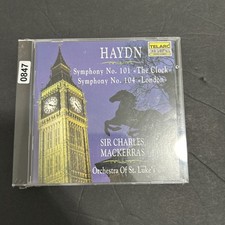 HAYDN
TELARC
Symphony No. 101 «The Clock»
Symphony No. 104 «London»
0847
SIR CHARLES
MACKERRAS
Orchestra Of St. Luke's